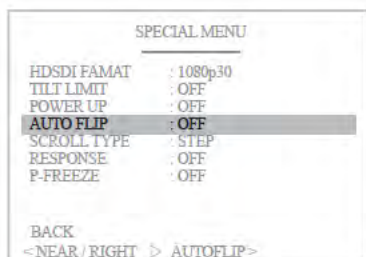 SPECIAL MENU
HDSDI FAMAT : 1080p30
TILT LIMIT : OFF
POWER UP : OFF
AUTO FLIP : OFF
SCROLL TYPE : STEP
RESPONSE : OFF
P-FREEZE : OFF
BACK
<NEAR / RIGHT > AUTOFLIP>